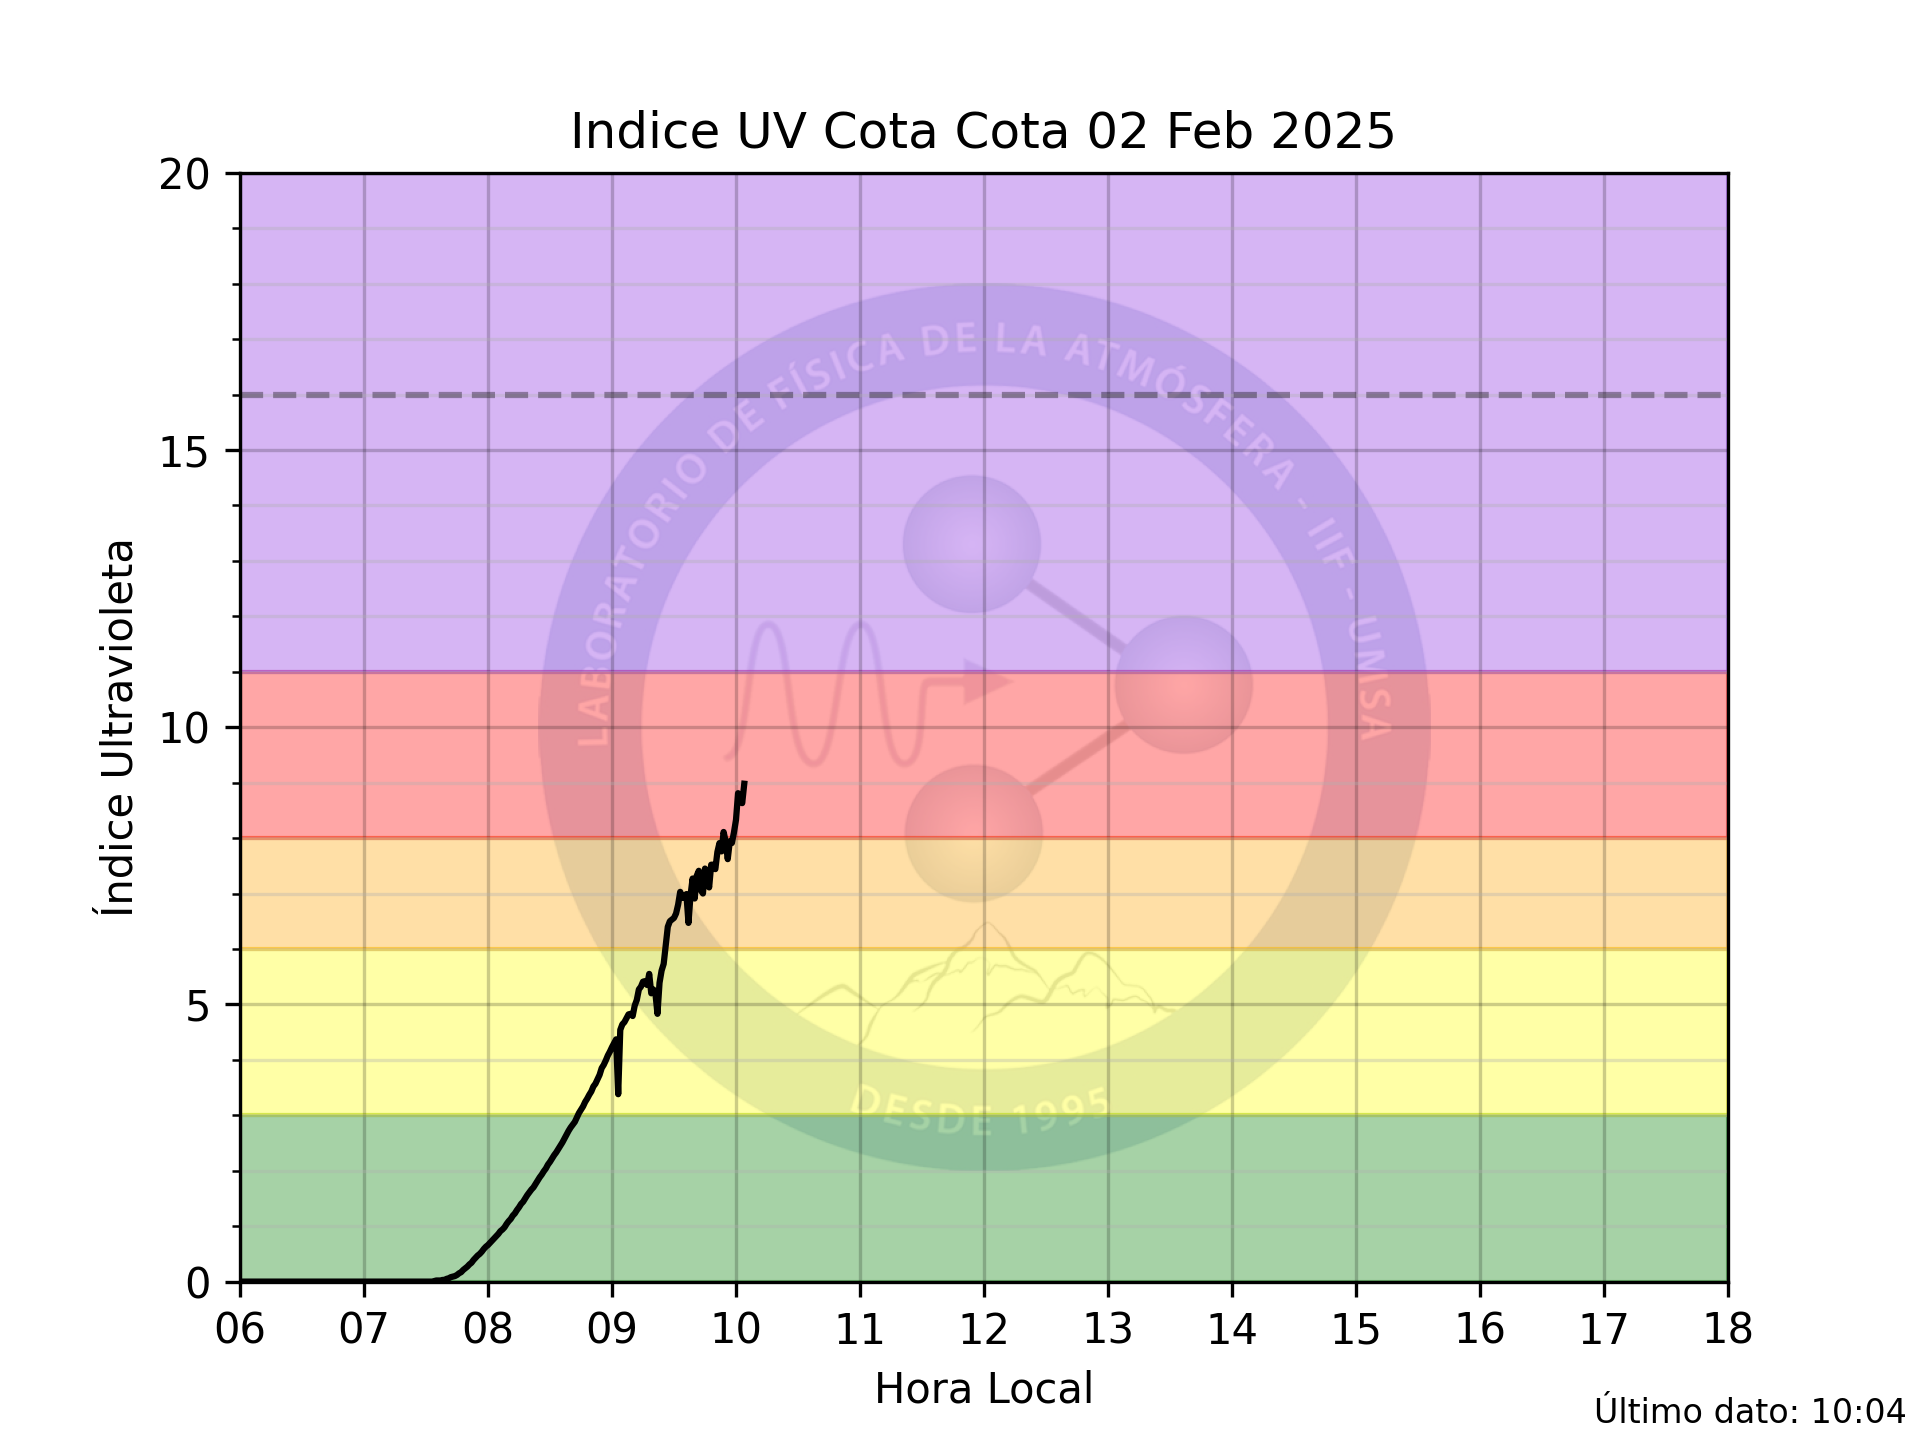 Indice UV Cota Cota 02 Feb 2025
20
15
10
5
0
Índice Ultravioleta
LABORATORIO DE FÍSICA DE LA ATMÓSFERA - IIF - UMSA
DESDE 1995
06 07 08 09 10 11 12 13 14 15 16 17 18
Hora Local
Último dato: 10:04